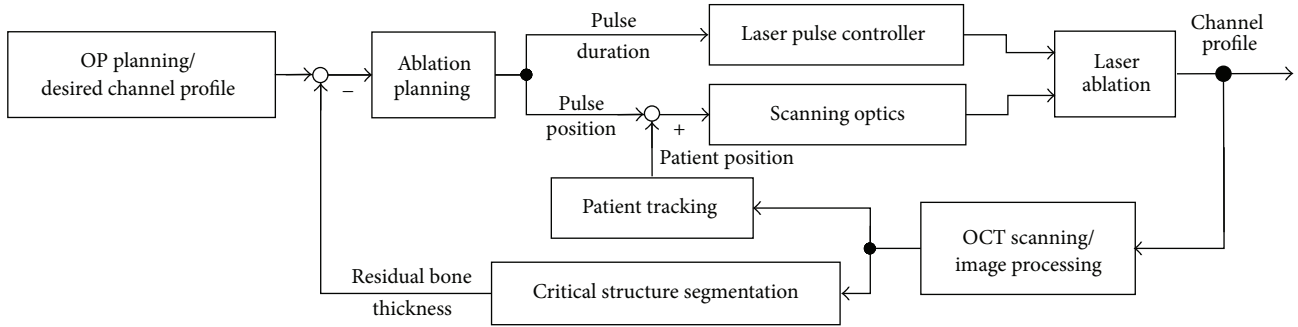 OP planning/
desired channel profile
−
Ablation
planning
Pulse
duration
Laser pulse controller
Pulse
position
+
Scanning optics
Laser
ablation
Channel
profile
Patient position
Patient tracking
OCT scanning/
image processing
Residual bone
thickness
Critical structure segmentation